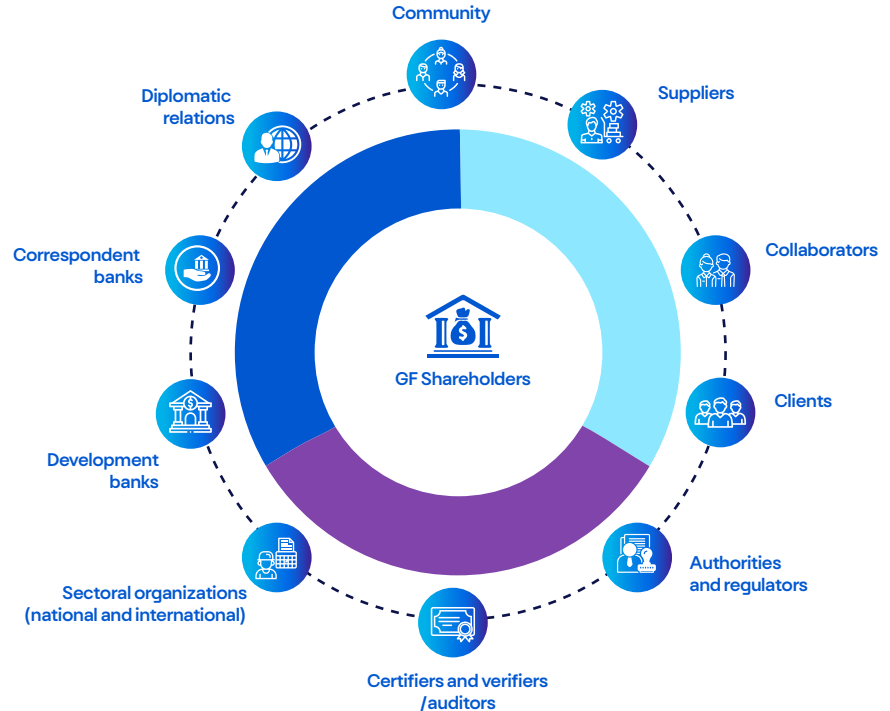 Community
Suppliers
Diplomatic
relations
Collaborators
Correspondent
banks
GF Shareholders
Clients
Development
banks
Authorities
and regulators
Sectoral organizations
(national and international)
Certifiers and verifiers
/auditors